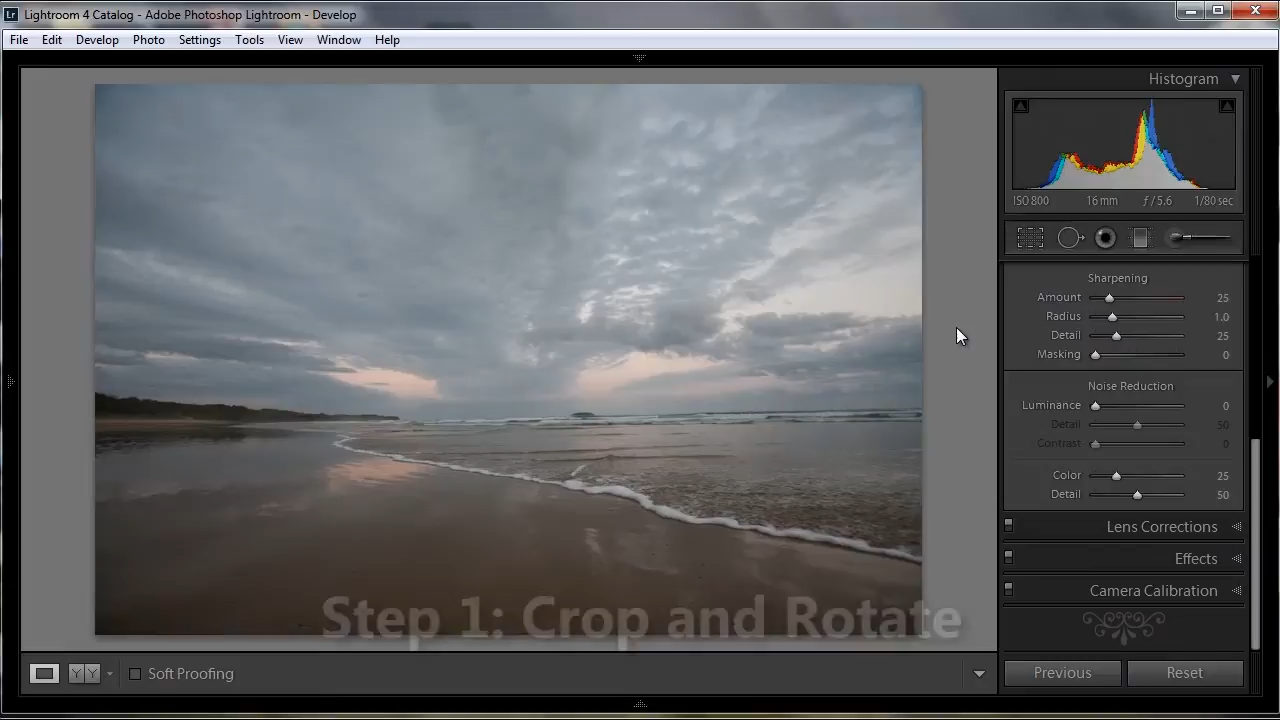 Lr Lightroom 4 Catalog - Adobe Photoshop Lightroom - Develop
File Edit Develop Photo Settings Tools View Window Help
Histogram
ISO 800 16 mm ƒ / 5.6 1/80 sec
Sharpening
Amount 25
Radius 1.0
Detail 25
Masking 0
Noise Reduction
Luminance 0
Detail 50
Contrast 0
Color 25
Detail 50
Lens Corrections
Effects
Camera Calibration
Step 1: Crop and Rotate
Y Y Soft Proofing
Previous Reset